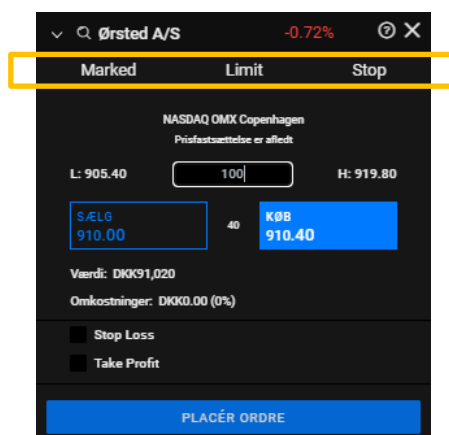 Ørsted A/S -0.72%
Marked Limit Stop
NASDAQ OMX Copenhagen
Prisfastsættelse er afledt
L: 905.40 100 H: 919.80
SÆLG 40 KØB
910.00 910.40
Værdi: DKK91,020
Omkostninger: DKK0.00 (0%)
Stop Loss
Take Profit
PLACÉR ORDRE